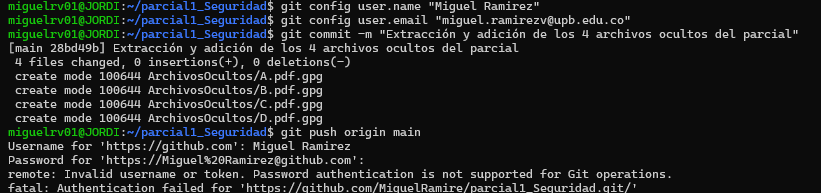 miguelrv01@JORDI:~/parcial1_Seguridad$ git config user.name "Miguel Ramirez"
miguelrv01@JORDI:~/parcial1_Seguridad$ git config user.email "miguel.ramirezv@upb.edu.co"
miguelrv01@JORDI:~/parcial1_Seguridad$ git commit -m "Extracción y adición de los 4 archivos ocultos del parcial"
[main 28bd49b] Extracción y adición de los 4 archivos ocultos del parcial
 4 files changed, 0 insertions(+), 0 deletions(-)
 create mode 100644 ArchivosOcultos/A.pdf.gpg
 create mode 100644 ArchivosOcultos/B.pdf.gpg
 create mode 100644 ArchivosOcultos/C.pdf.gpg
 create mode 100644 ArchivosOcultos/D.pdf.gpg
miguelrv01@JORDI:~/parcial1_Seguridad$ git push origin main
Username for 'https://github.com': Miguel Ramirez
Password for 'https://Miguel%20Ramirez@github.com':
remote: Invalid username or token. Password authentication is not supported for Git operations.
fatal: Authentication failed for 'https://github.com/MiguelRamire/parcial1_Seguridad.git/'